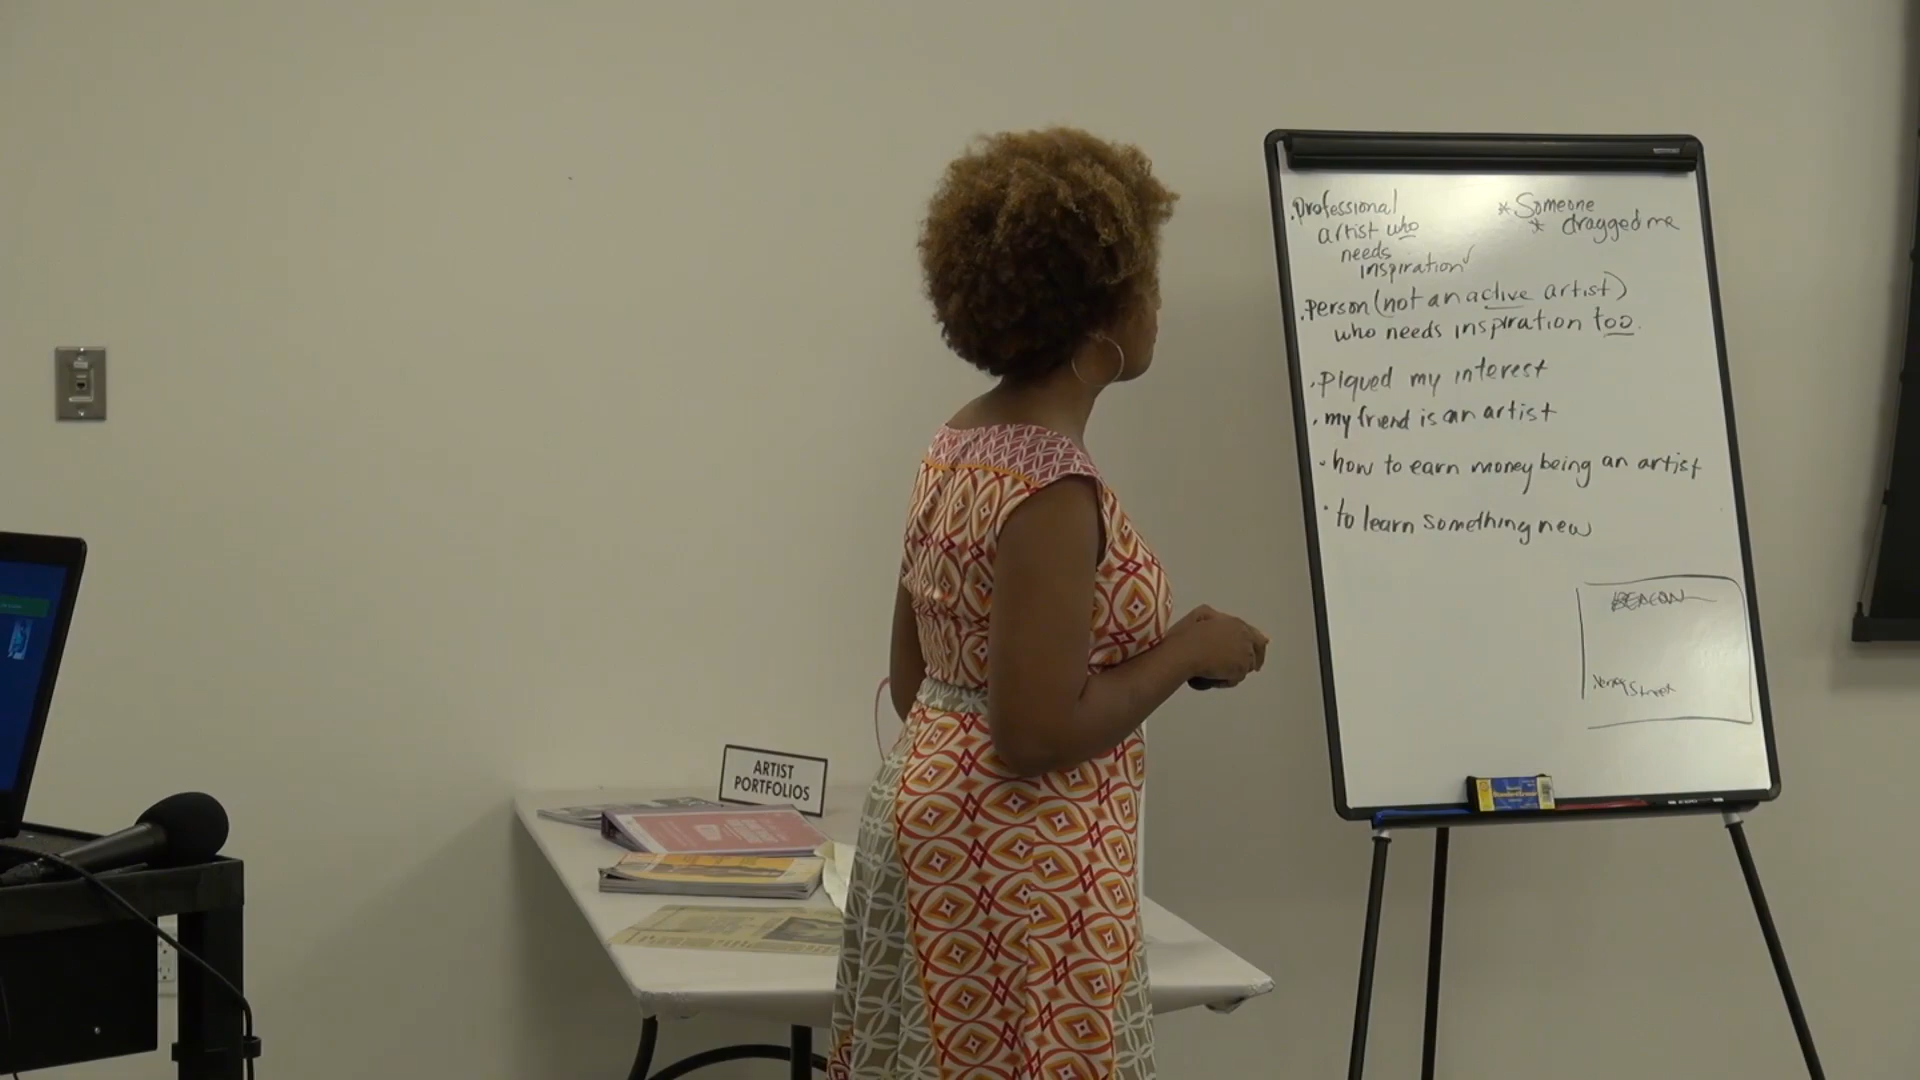 .Professional
artist who
needs
inspiration
* Someone
* dragged me
.person (not an active artist)
who needs inspiration too.
.piqued my interest
.my friend is an artist
.how to earn money being an artist
.to learn something new
BEACON
Street
ARTIST
PORTFOLIOS